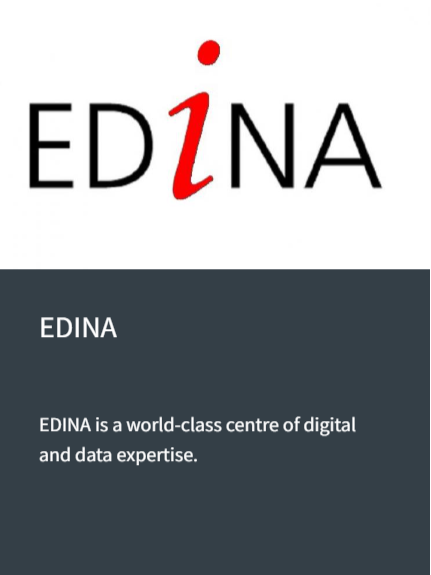 EDiNA
EDINA
EDINA is a world-class centre of digital
and data expertise.